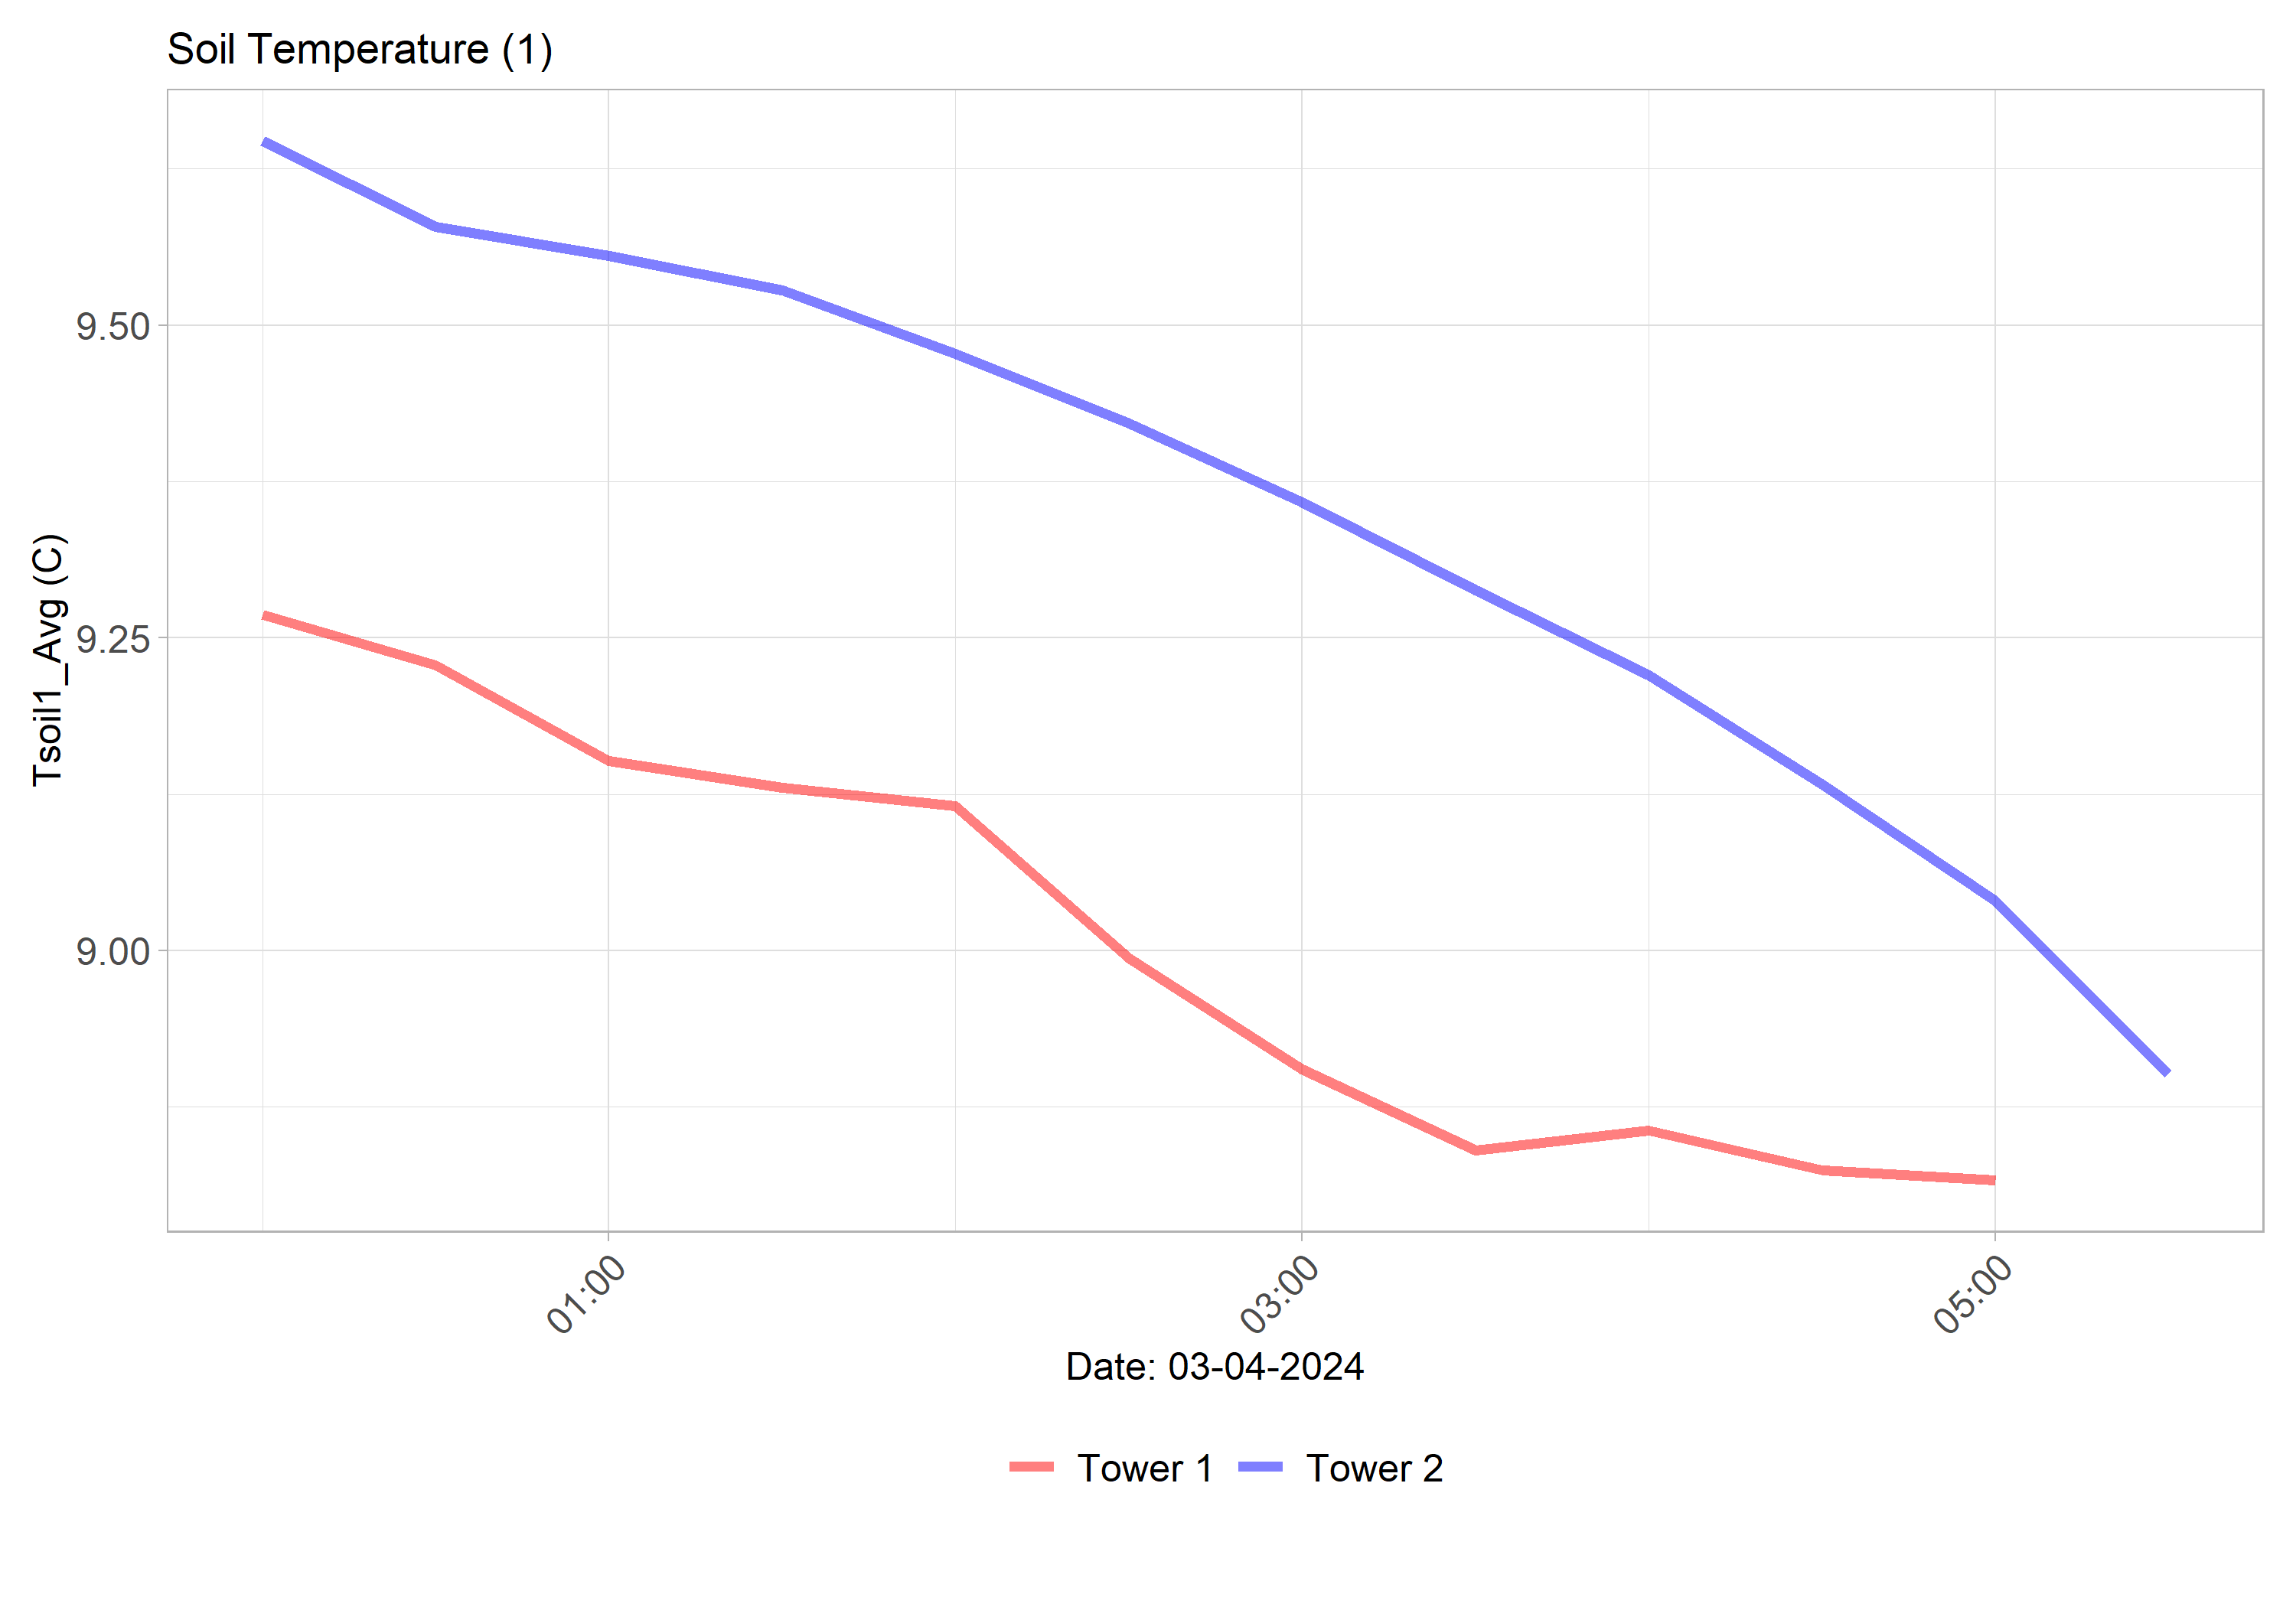 Soil Temperature (1)
Tsoil1_Avg (C)
9.50
9.25
9.00
01:00
03:00
05:00
Date: 03-04-2024
Tower 1
Tower 2